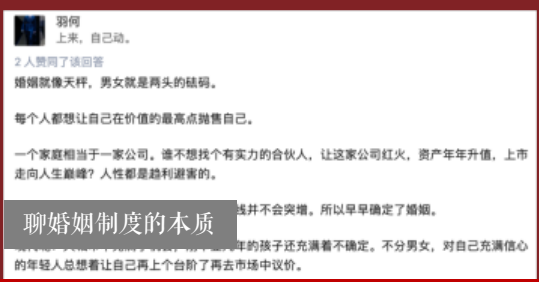 羽何
上来，自己动。
2 人赞同了该回答
婚姻就像天枰，男女就是两头的砝码。
每个人都想让自己在价值的最高点抛售自己。
一个家庭相当于一家公司。谁不想找个有实力的合伙人，让这家公司红火，资产年年升值，上市
走向人生巅峰？人性都是趋利避害的。
线并不会突增。所以早早确定了婚姻。
聊婚姻制度的本质
的孩子还充满着不确定。不分男女，对自己充满信心
的年轻人总想着让自己再上个台阶了再去市场中议价。